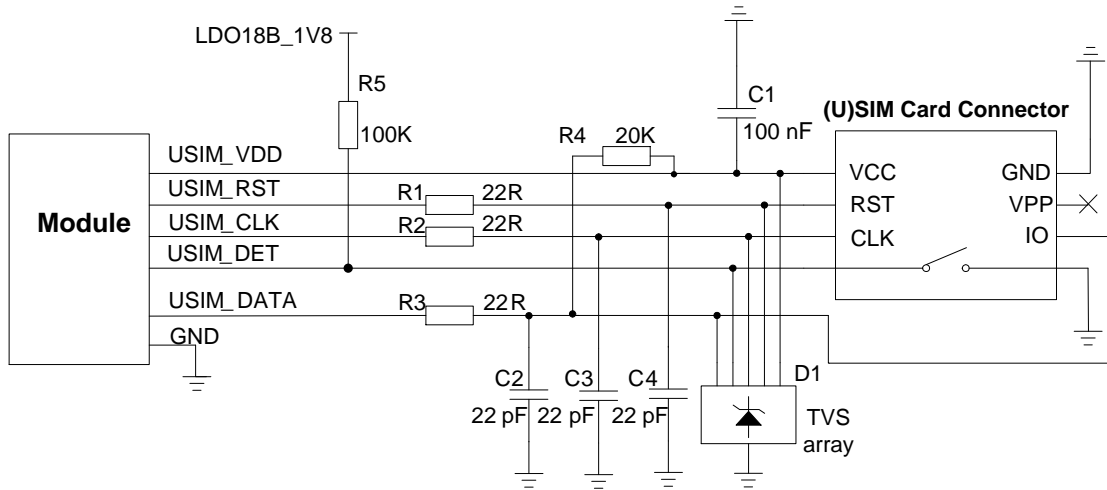 LDO18B_1V8
R5
100K
C1
100 nF
(U)SIM Card Connector
R4
20K
Module
USIM_VDD
USIM_RST
USIM_CLK
USIM_DET
USIM_DATA
GND
R1
22R
R2
22R
R3
22R
VCC
RST
CLK
GND
VPP
IO
C2
22 pF
C3
22 pF
C4
22 pF
D1
TVS
array